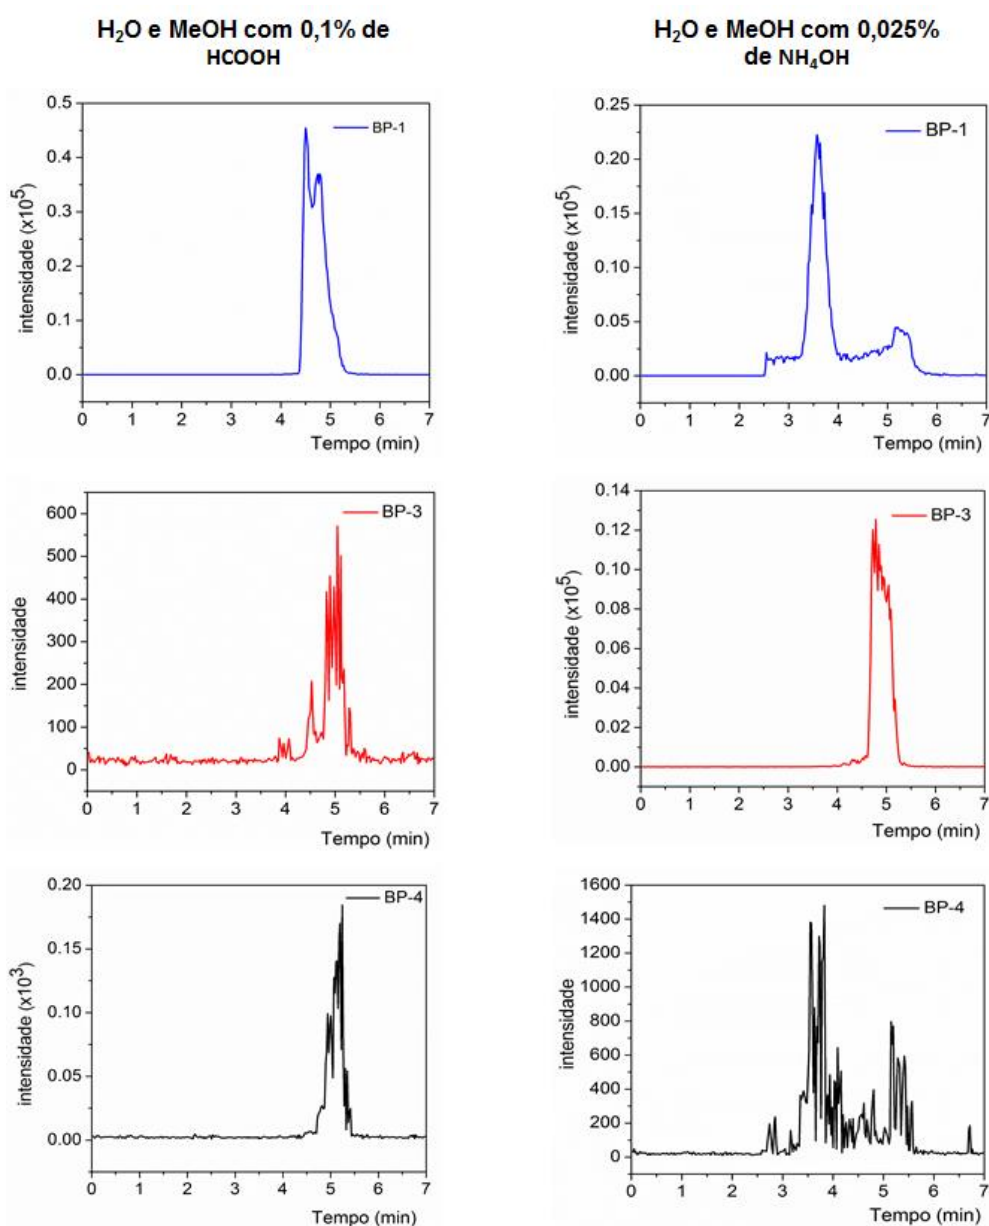 H₂O e MeOH com 0,1% de
HCOOH
H₂O e MeOH com 0,025%
de NH₄OH
0.5
0.4
0.3
0.2
0.1
0.0
intensidade (x10⁵)
BP-1
0 1 2 3 4 5 6 7
Tempo (min)
0.25
0.20
0.15
0.10
0.05
0.00
intensidade (x10⁵)
BP-1
0 1 2 3 4 5 6 7
Tempo (min)
600
500
400
300
200
100
0
intensidade
BP-3
0 1 2 3 4 5 6 7
Tempo (min)
0.14
0.12
0.10
0.08
0.06
0.04
0.02
0.00
intensidade (x10⁵)
BP-3
0 1 2 3 4 5 6 7
Tempo (min)
0.20
0.15
0.10
0.05
0.00
intensidade (x10³)
BP-4
0 1 2 3 4 5 6 7
Tempo (min)
1600
1400
1200
1000
800
600
400
200
0
intensidade
BP-4
0 1 2 3 4 5 6 7
Tempo (min)